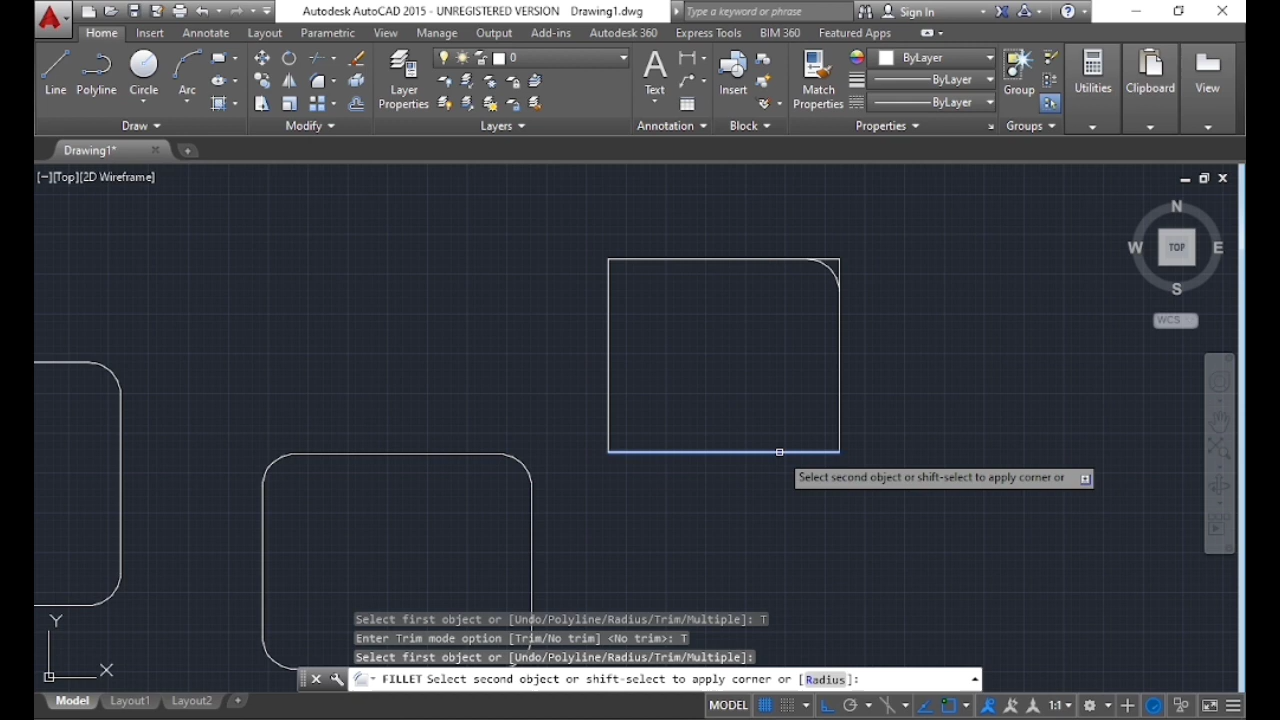 Autodesk AutoCAD 2015 - UNREGISTERED VERSION Drawing1.dwg
Type a keyword or phrase
Sign In
Home Insert Annotate Layout Parametric View Manage Output Add-ins Autodesk 360 Express Tools BIM 360 Featured Apps
Line Polyline Circle Arc
Layer Properties
0
Text
Insert
Match Properties
ByLayer
ByLayer
ByLayer
Group
Utilities
Clipboard
View
Draw Modify Layers Annotation Block Properties Groups
Drawing1*
[−][Top][2D Wireframe]
N
W TOP E
S
WCS
Select second object or shift-select to apply corner or
Y
X
Select first object or [Undo/Polyline/Radius/Trim/Multiple]: T
Enter Trim mode option [Trim/No trim] <No trim>: T
Select first object or [Undo/Polyline/Radius/Trim/Multiple]:
FILLET Select second object or shift-select to apply corner or [Radius]:
Model Layout1 Layout2
MODEL 1:1